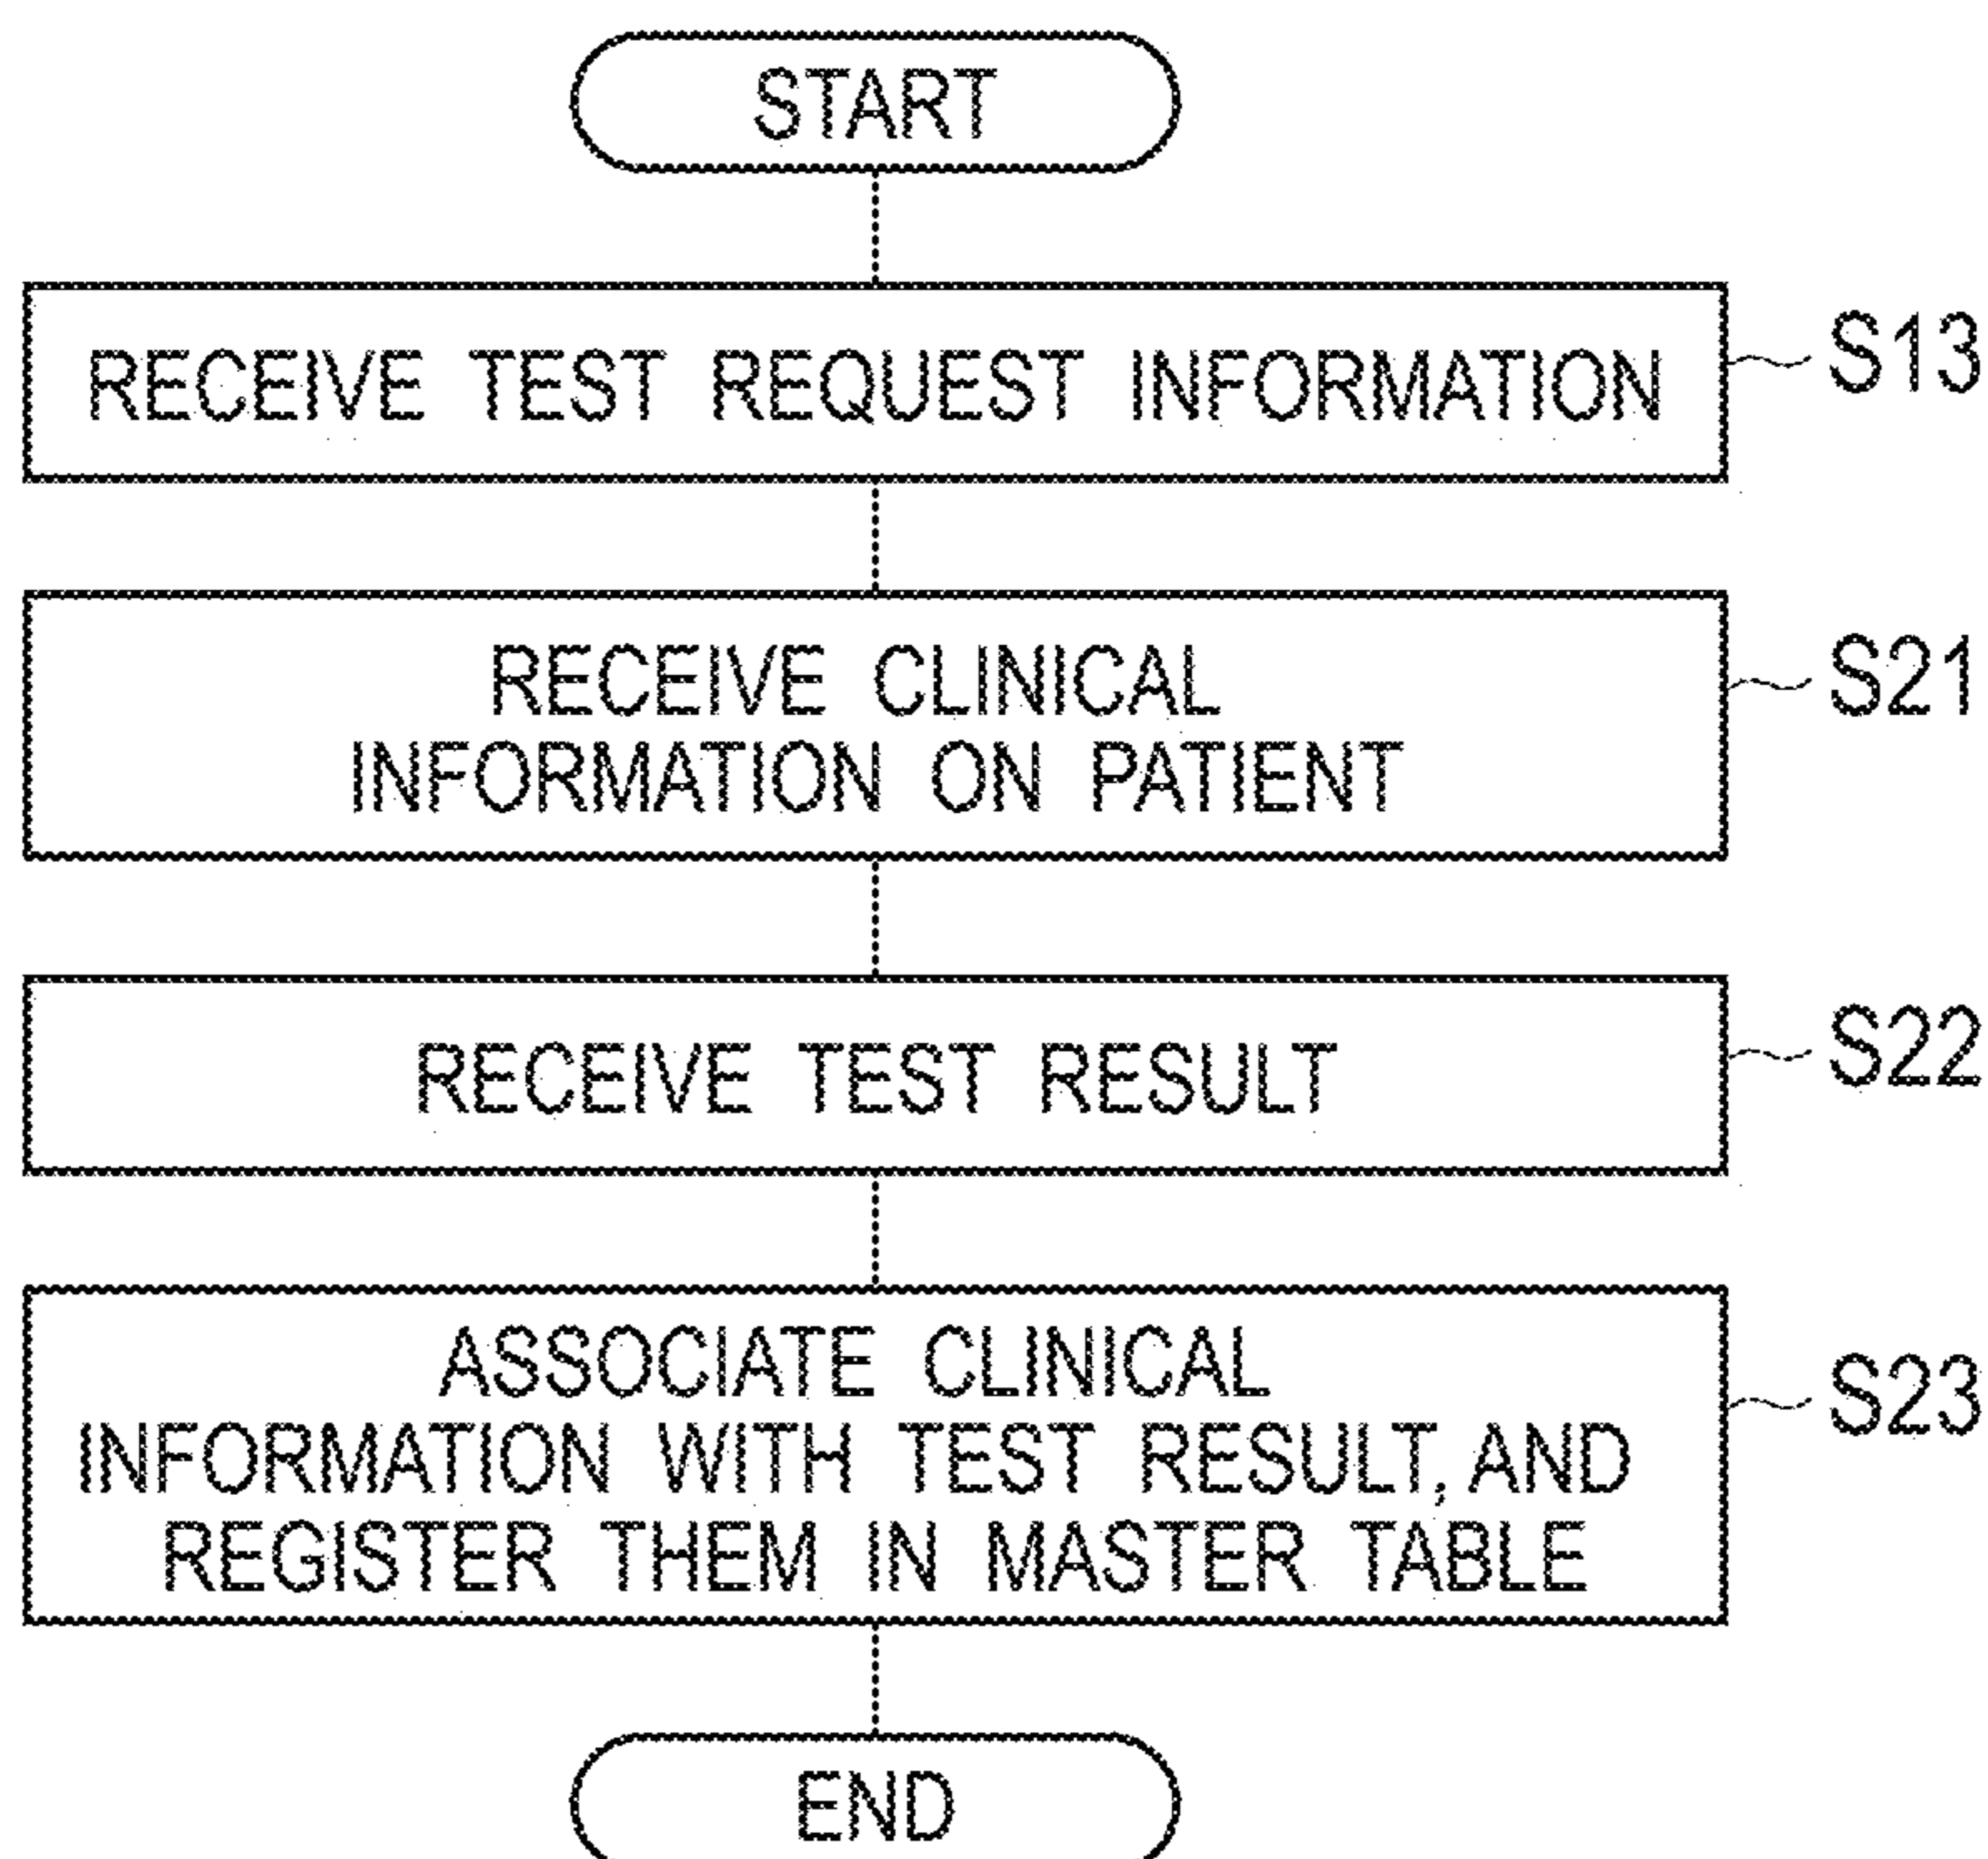 START
RECEIVE TEST REQUEST INFORMATION
S13
RECEIVE CLINICAL
INFORMATION ON PATIENT
S21
RECEIVE TEST RESULT
S22
ASSOCIATE CLINICAL
INFORMATION WITH TEST RESULT, AND
REGISTER THEM IN MASTER TABLE
S23
END